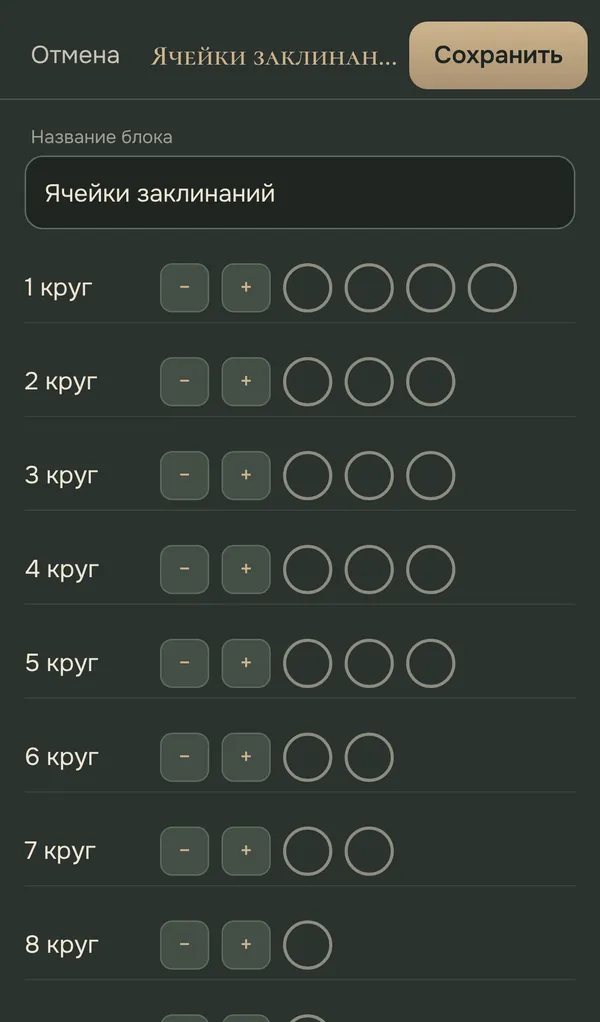 Отмена Ячейки заклинан... Сохранить
Название блока
Ячейки заклинаний
1 круг - +
2 круг - +
3 круг - +
4 круг - +
5 круг - +
6 круг - +
7 круг - +
8 круг - +